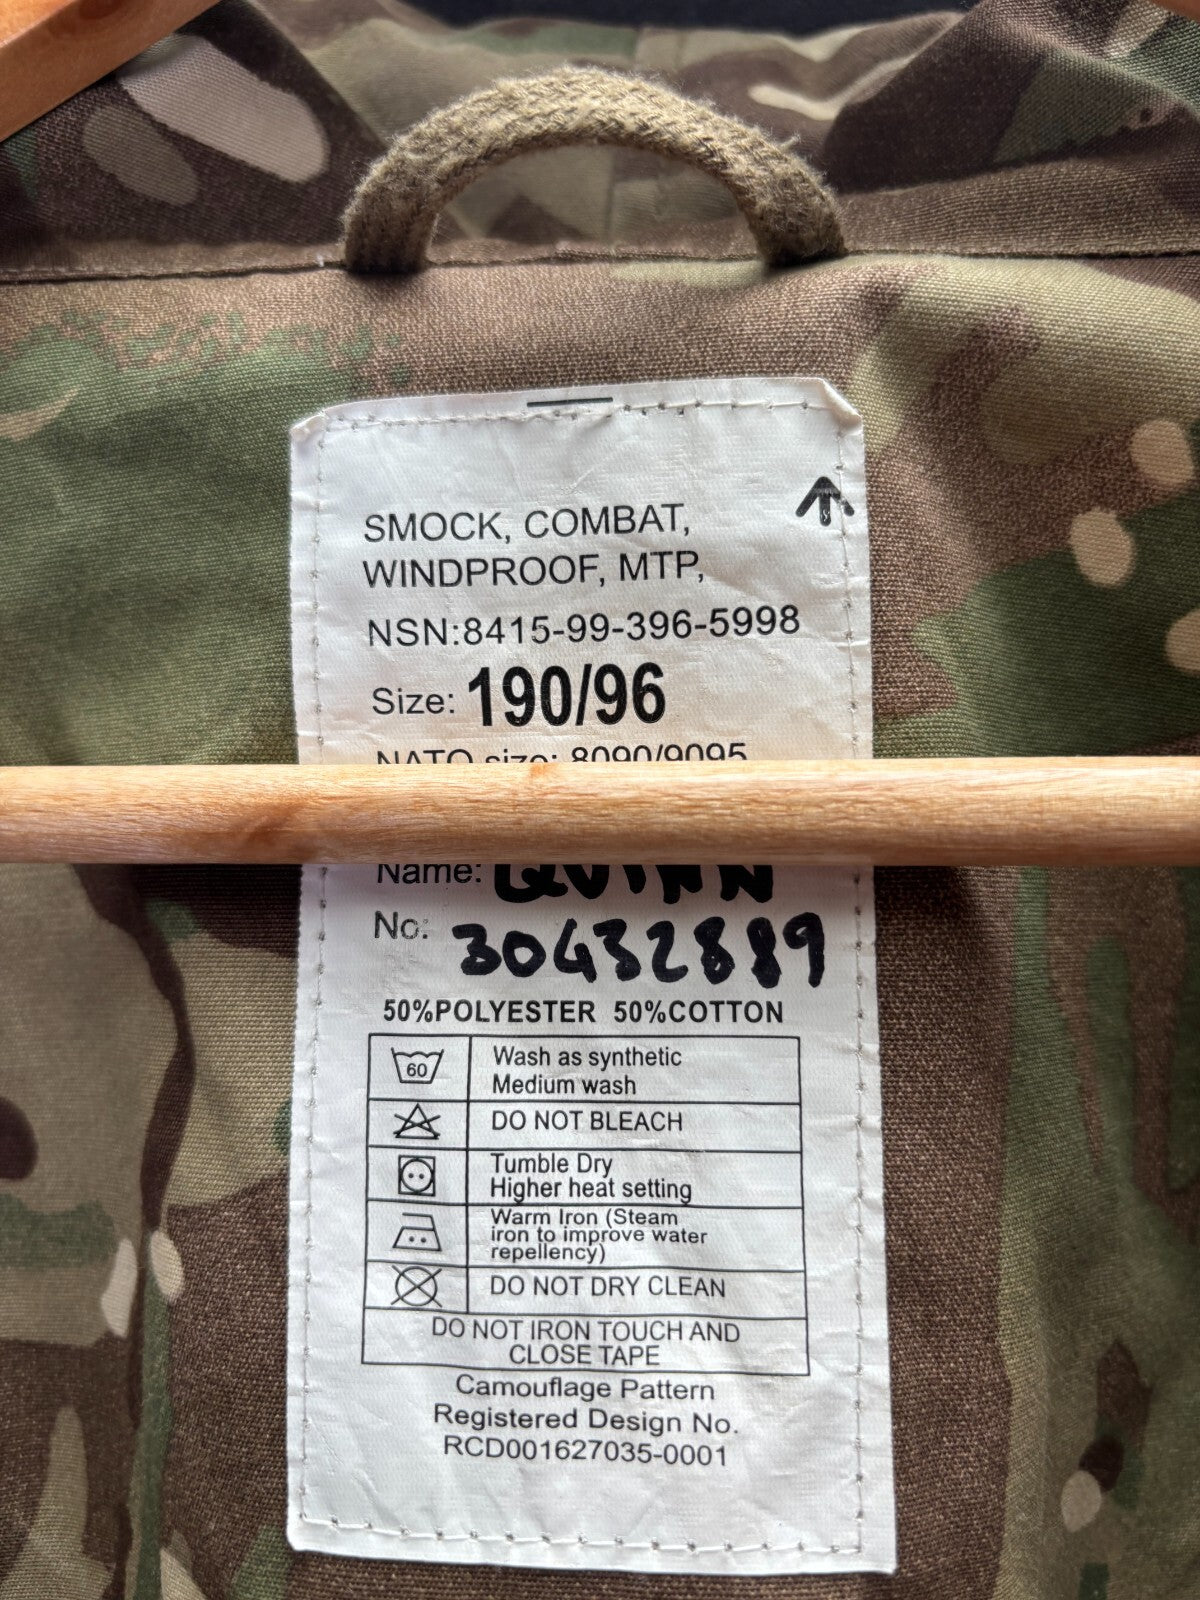 SMOCK, COMBAT,
WINDPROOF, MTP,
NSN:8415-99-396-5998
Size: 190/96
NATO size: 8090/9095
Name: QUINN
No: 30432889
50%POLYESTER 50%COTTON
60
Wash as synthetic
Medium wash
DO NOT BLEACH
Tumble Dry
Higher heat setting
Warm Iron (Steam
iron to improve water
repellency)
DO NOT DRY CLEAN
DO NOT IRON TOUCH AND
CLOSE TAPE
Camouflage Pattern
Registered Design No.
RCD001627035-0001